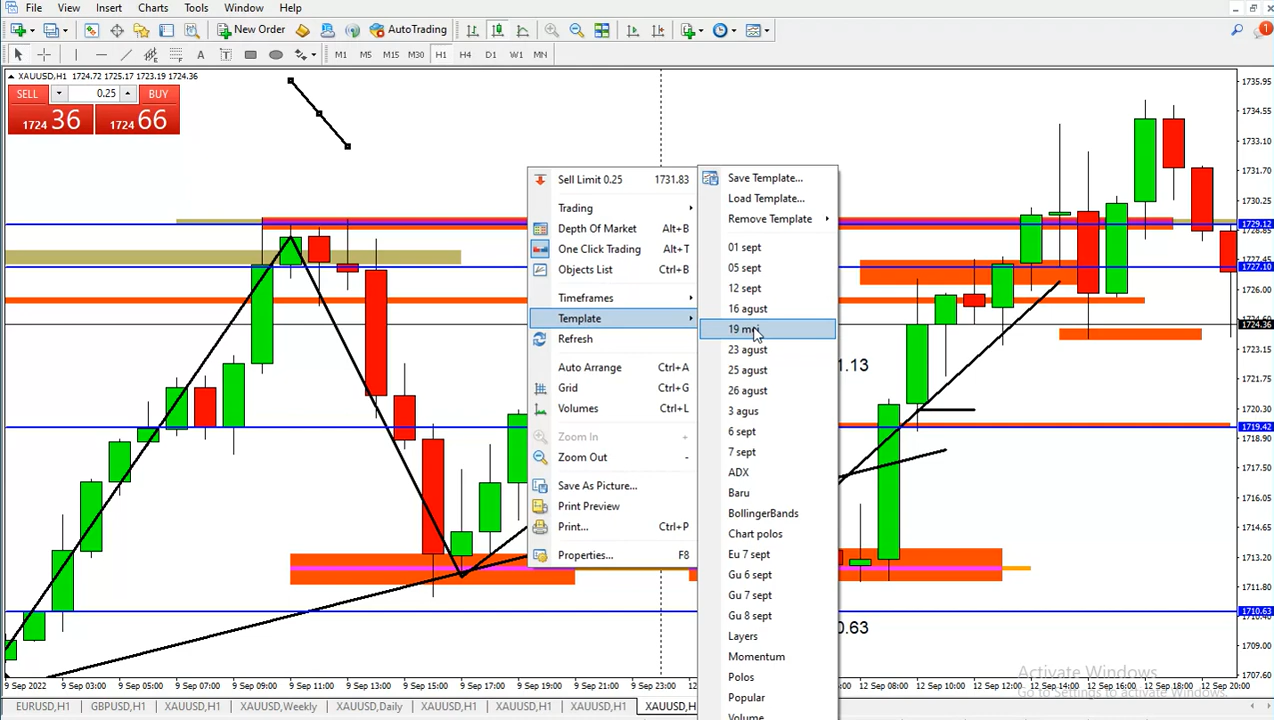 File View Insert Charts Tools Window Help
New Order AutoTrading 1
A T M1 M5 M15 M30 H1 H4 D1 W1 MN
XAUUSD,H1 1724.72 1725.17 1723.19 1724.36
SELL 0.25 BUY
1724 36 1724 66
Sell Limit 0.25 1731.83
Trading
Depth Of Market Alt+B
One Click Trading Alt+T
Objects List Ctrl+B
Timeframes
Template
Refresh
Auto Arrange Ctrl+A
Grid Ctrl+G
Volumes Ctrl+L
Zoom In +
Zoom Out -
Save As Picture...
Print Preview
Print... Ctrl+P
Properties... F8
Save Template...
Load Template...
Remove Template
01 sept
05 sept
12 sept
16 agust
19 mei
23 agust
25 agust
26 agust
3 agus
6 sept
7 sept
ADX
Baru
BollingerBands
Chart polos
Eu 7 sept
Gu 6 sept
Gu 7 sept
Gu 8 sept
Layers
Momentum
Polos
Popular
Volume
1.13
0.63
1735.95
1734.55
1733.10
1731.70
1730.25
1729.12
1728.85
1727.10
1726.00
1724.36
1723.15
1721.75
1720.30
1719.42
1718.90
1717.50
1716.05
1714.65
1713.20
1711.80
1710.63
1710.40
1709.00
1707.60
Activate Windows
Go to Settings to activate Windows.
9 Sep 2022 9 Sep 03:00 9 Sep 05:00 9 Sep 07:00 9 Sep 09:00 9 Sep 11:00 9 Sep 13:00 9 Sep 15:00 9 Sep 17:00 9 Sep 19:00 9 Sep 21:00 9 Sep 23:00 12 Sep 08:00 12 Sep 10:00 12 Sep 12:00 12 Sep 14:00 12 Sep 16:00 12 Sep 18:00 12 Sep 20:00
EURUSD,H1 GBPUSD,H1 XAUUSD,H1 XAUUSD,Weekly XAUUSD,Daily XAUUSD,H1 XAUUSD,H1 XAUUSD,H